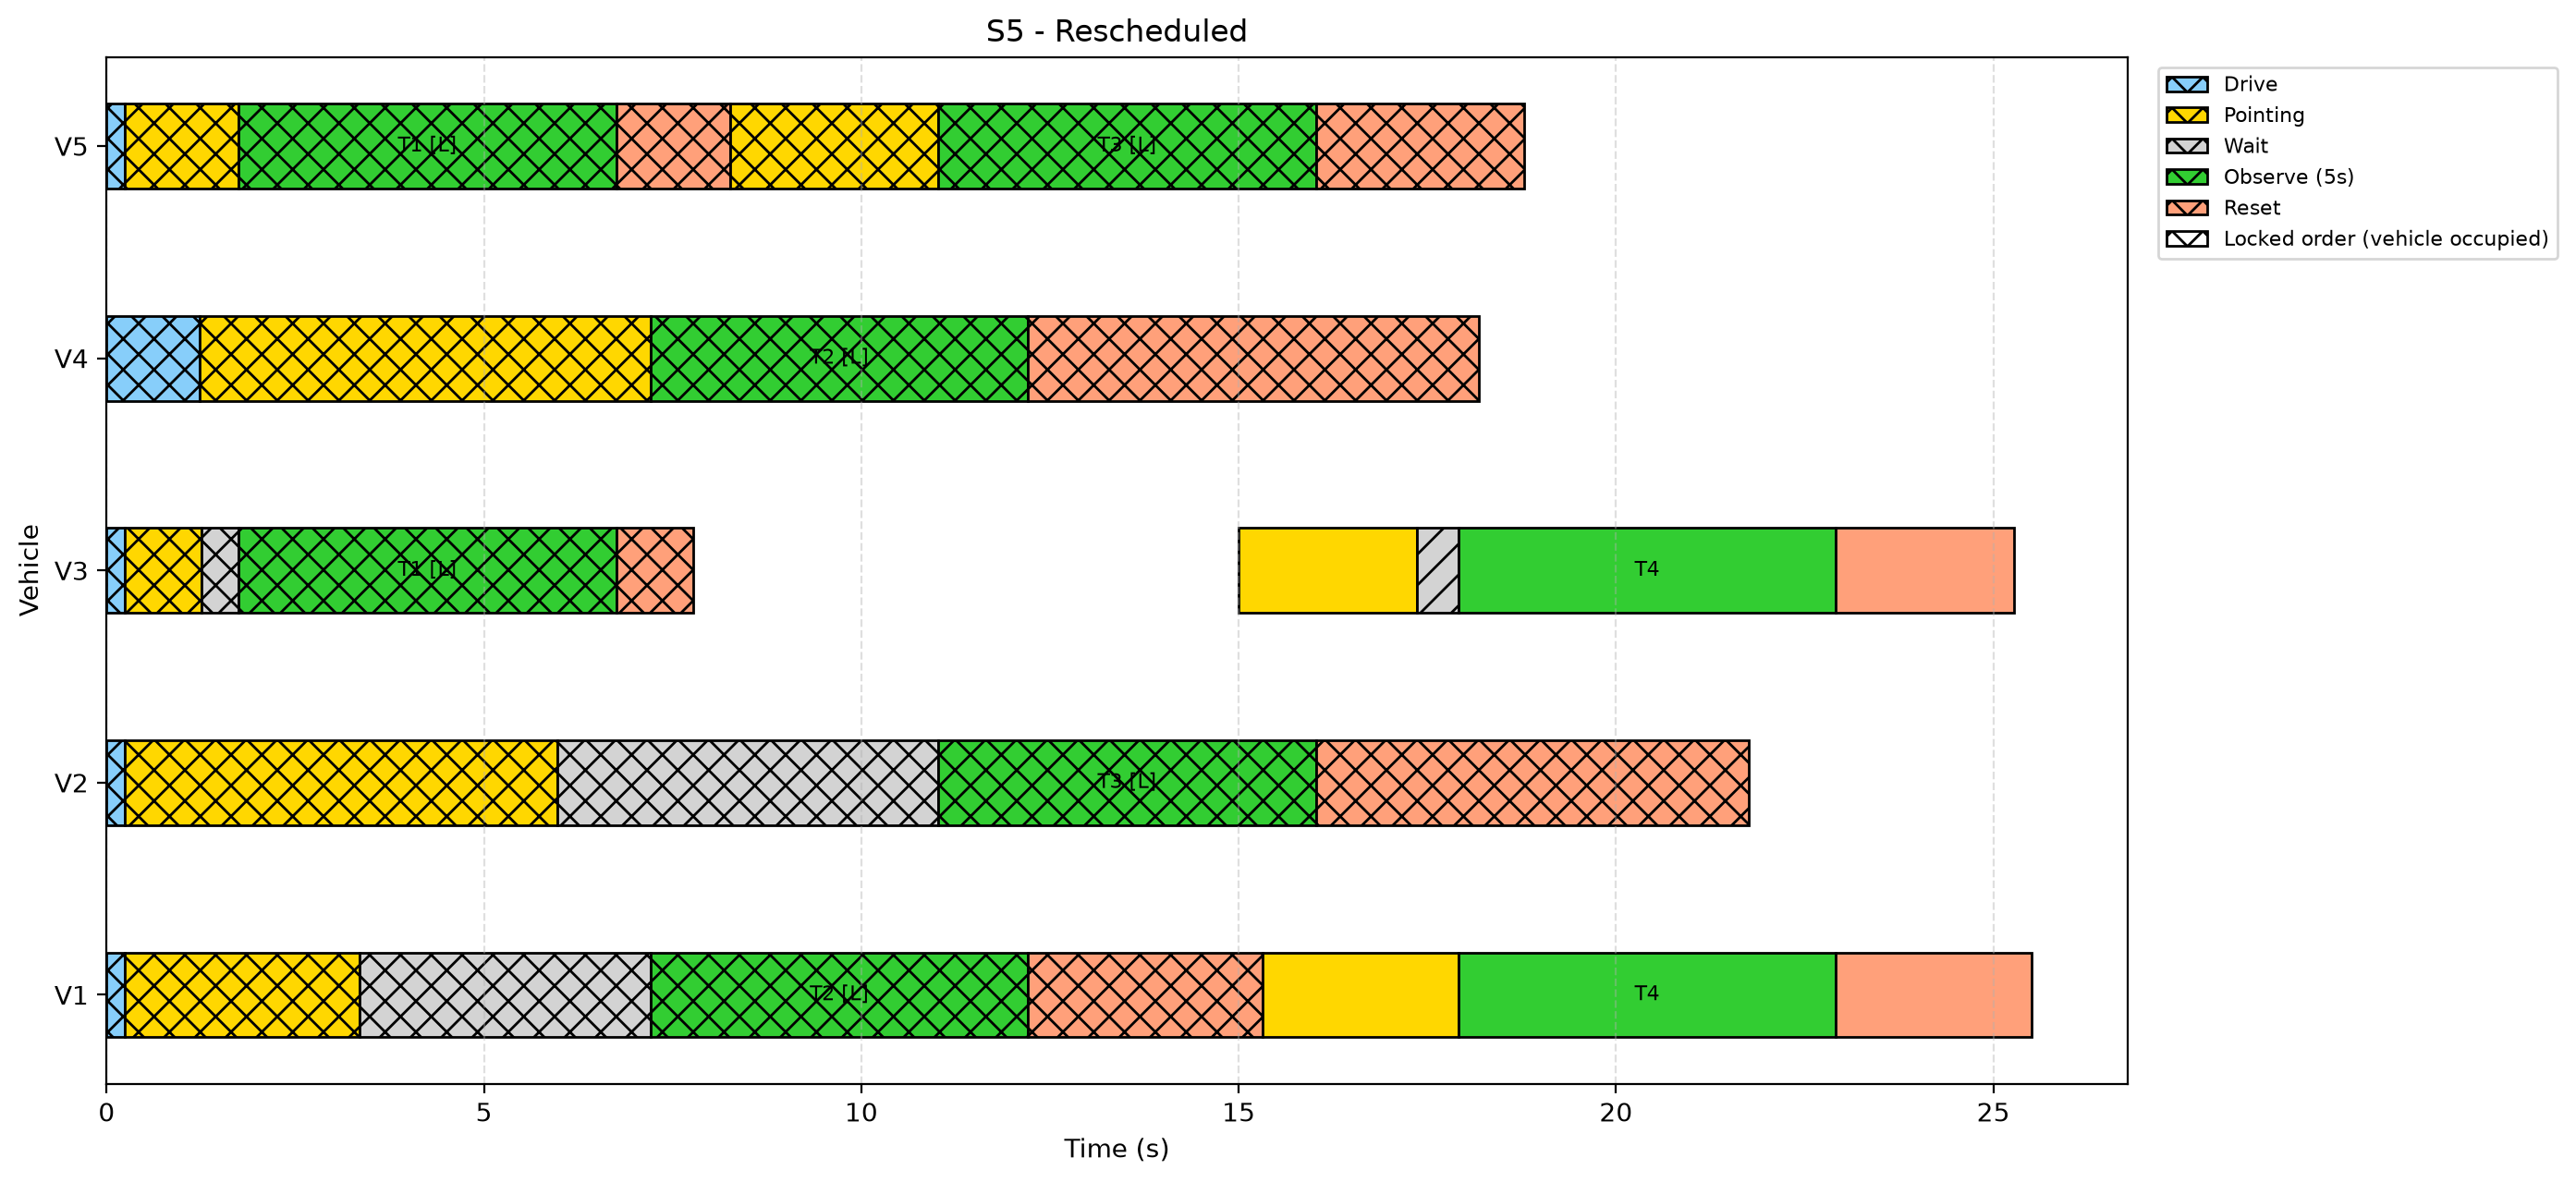 S5 - Rescheduled
Drive
Pointing
Wait
Observe (5s)
Reset
Locked order (vehicle occupied)
Vehicle
V5
T1 [L]
T3 [L]
V4
T2 [L]
V3
T1 [L]
T4
V2
T3 [L]
V1
T2 [L]
T4
0
5
10
15
20
25
Time (s)